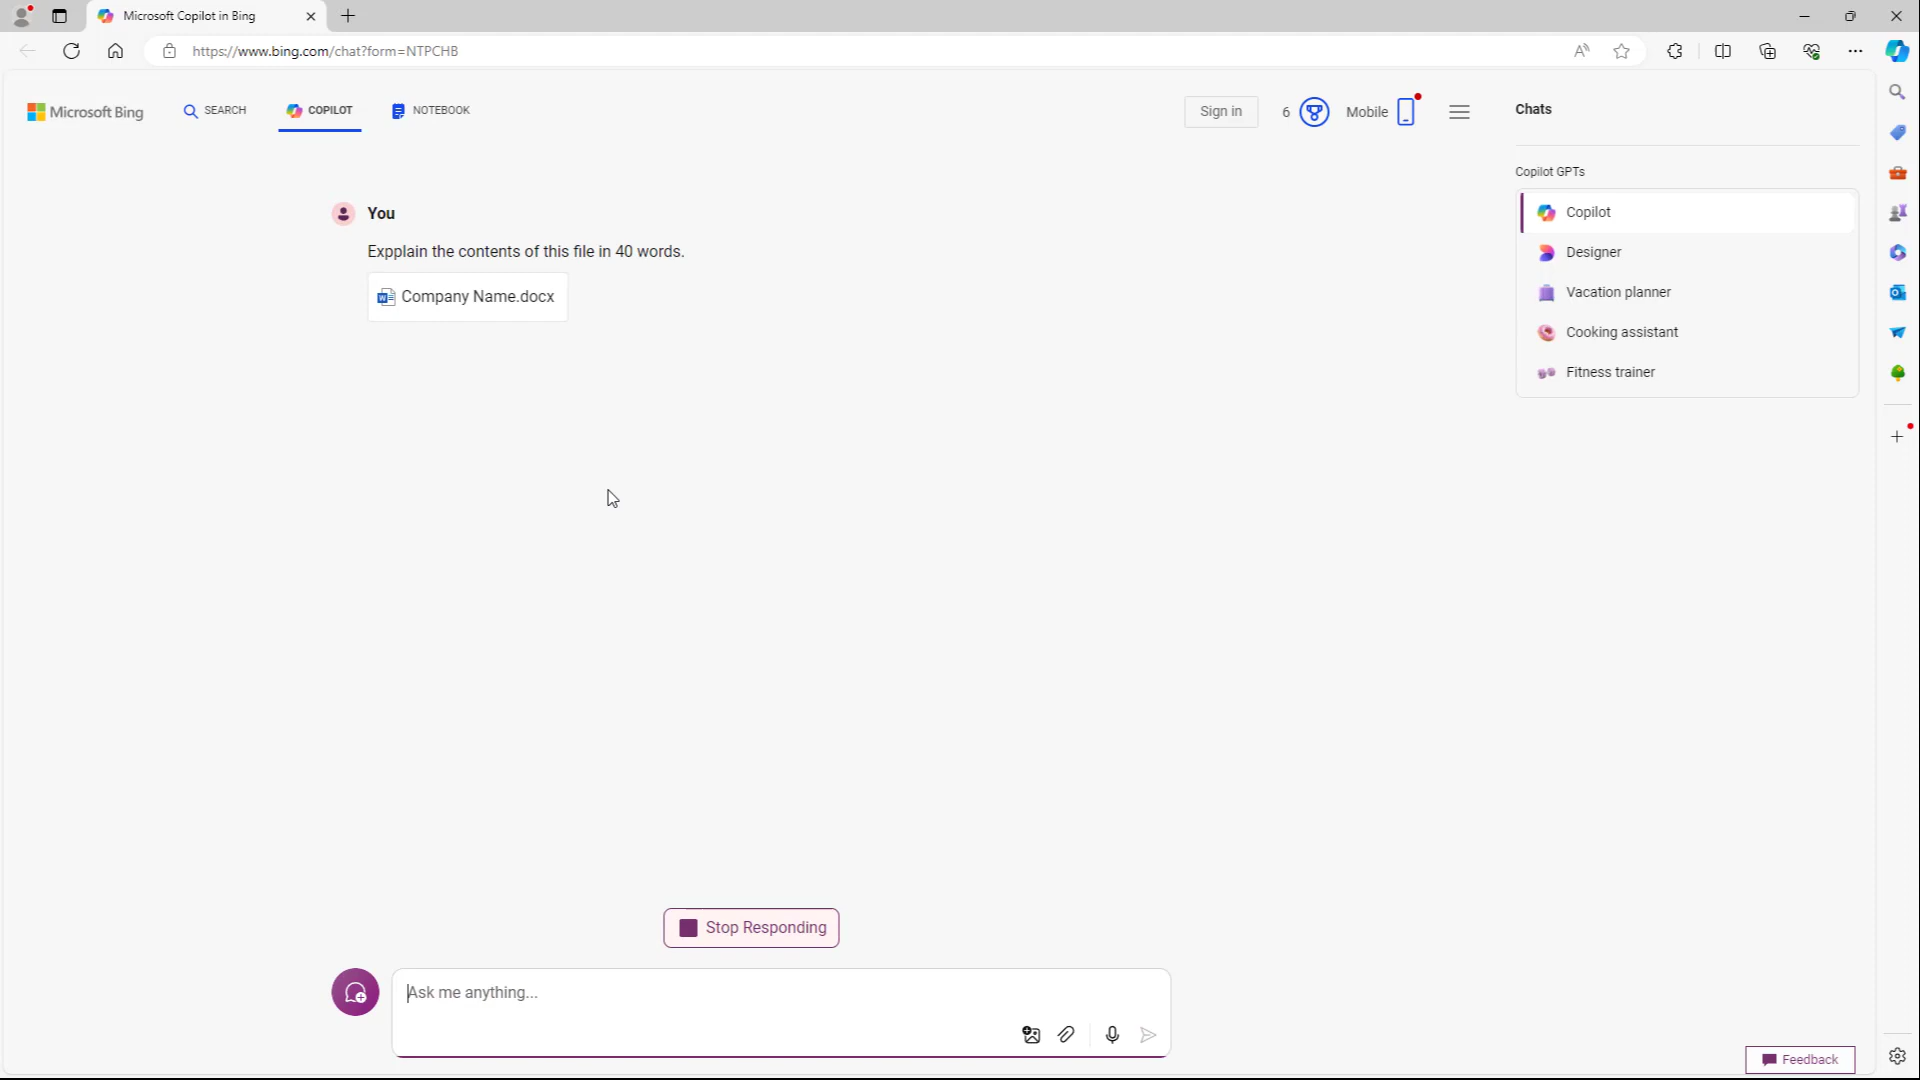 Microsoft Copilot in Bing
https://www.bing.com/chat?form=NTPCHB
Microsoft Bing
SEARCH
COPILOT
NOTEBOOK
Sign in
6
Mobile
Chats
Copilot GPTs
Copilot
Designer
Vacation planner
Cooking assistant
Fitness trainer
You
Expplain the contents of this file in 40 words.
Company Name.docx
Stop Responding
Ask me anything...
Feedback